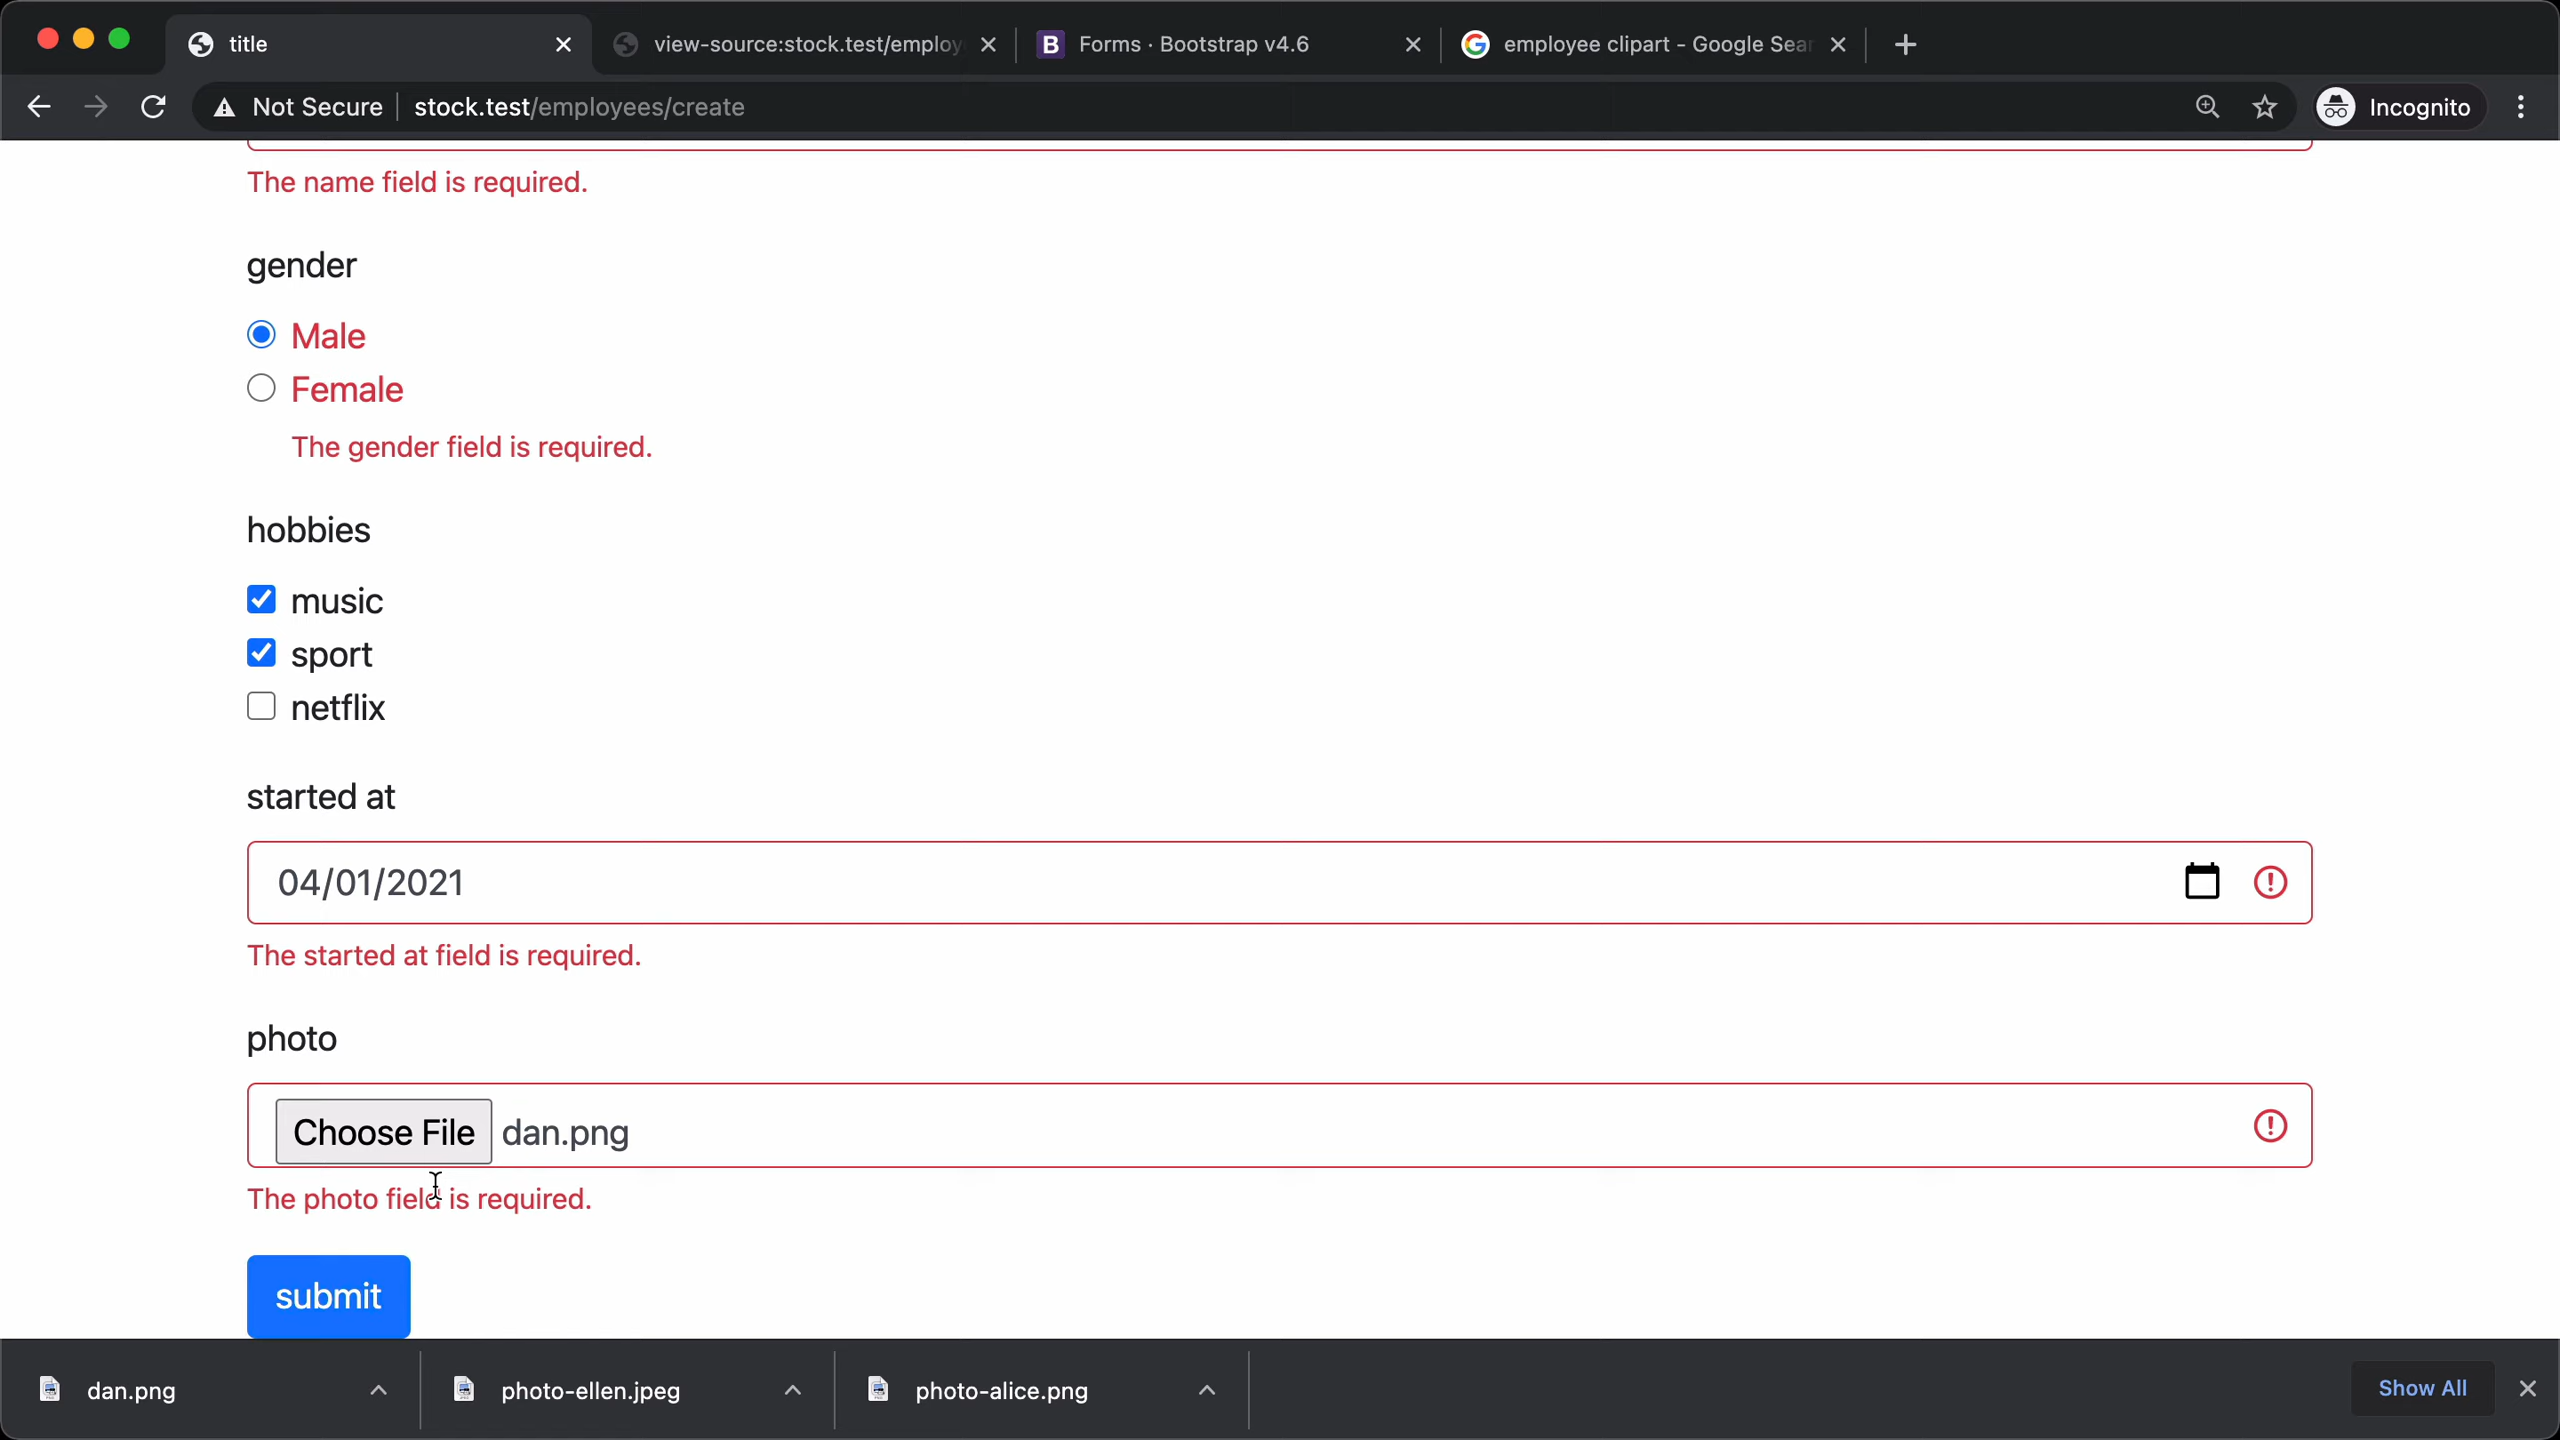 title
view-source:stock.test/employ
Forms · Bootstrap v4.6
employee clipart - Google Sear
Not Secure
stock.test/employees/create
Incognito
The name field is required.
gender
Male
Female
The gender field is required.
hobbies
music
sport
netflix
started at
04/01/2021
The started at field is required.
photo
Choose File dan.png
The photo field is required.
submit
dan.png
photo-ellen.jpeg
photo-alice.png
Show All